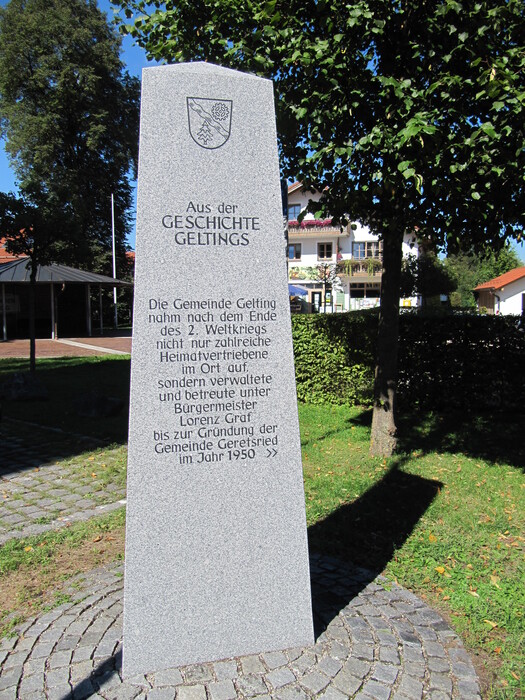 Aus der
GESCHICHTE
GELTINGS
Die Gemeinde Gelting
nahm nach dem Ende
des 2. Weltkriegs
nicht nur zahlreiche
Heimatvertriebene
im Ort auf,
sondern verwaltete
und betreute unter
Bürgermeister
Lorenz Graf
bis zur Gründung der
Gemeinde Geretsried
im Jahr 1950 >>